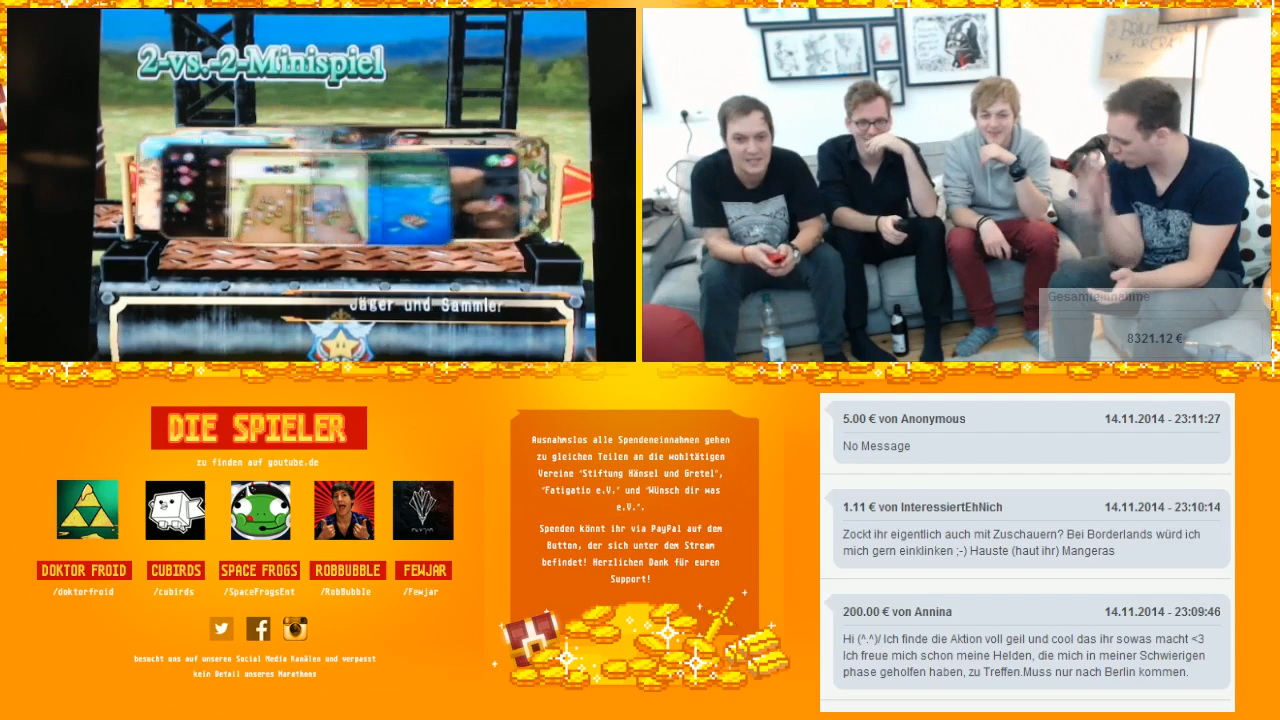 2-vs.-2-Minispiel
Jäger und Sammler
Gesamteinnahme
8321.12 €
DIE SPIELER
zu finden auf youtube.de
DOKTOR FROID
CUBIRDS
SPACE FROGS
ROBBUBBLE
FEWJAR
/doktorfroid
/cubirds
/SpaceFrogsEnt
/RobBubble
/Fewjar
besucht uns auf unseren Social Media Kanälen und verpasst
kein Detail unseres Marathons
Ausnahmslos alle Spendeneinnahmen gehen
zu gleichen Teilen an die wohltätigen
Vereine "Stiftung Hänsel und Gretel",
"Fatigatio e.V." und "Wünsch dir was
e.V.".
Spenden könnt ihr via PayPal auf dem
Button, der sich unter dem Stream
befindet! Herzlichen Dank für euren
Support!
5.00 € von Anonymous 14.11.2014 - 23:11:27
No Message
1.11 € von InteressiertEhNich 14.11.2014 - 23:10:14
Zockt ihr eigentlich auch mit Zuschauern? Bei Borderlands würd ich
mich gern einklinken ;-) Hauste (haut ihr) Mangeras
200.00 € von Annina 14.11.2014 - 23:09:46
Hi (^.^)/ Ich finde die Aktion voll geil und cool das ihr sowas macht <3
Ich freue mich schon meine Helden, die mich in meiner Schwierigen
phase geholfen haben, zu Treffen.Muss nur nach Berlin kommen.